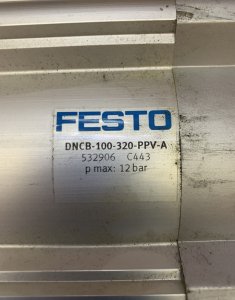 FESTO
DNCB-100-320-PPV-A
532906 C443
p max: 12 bar